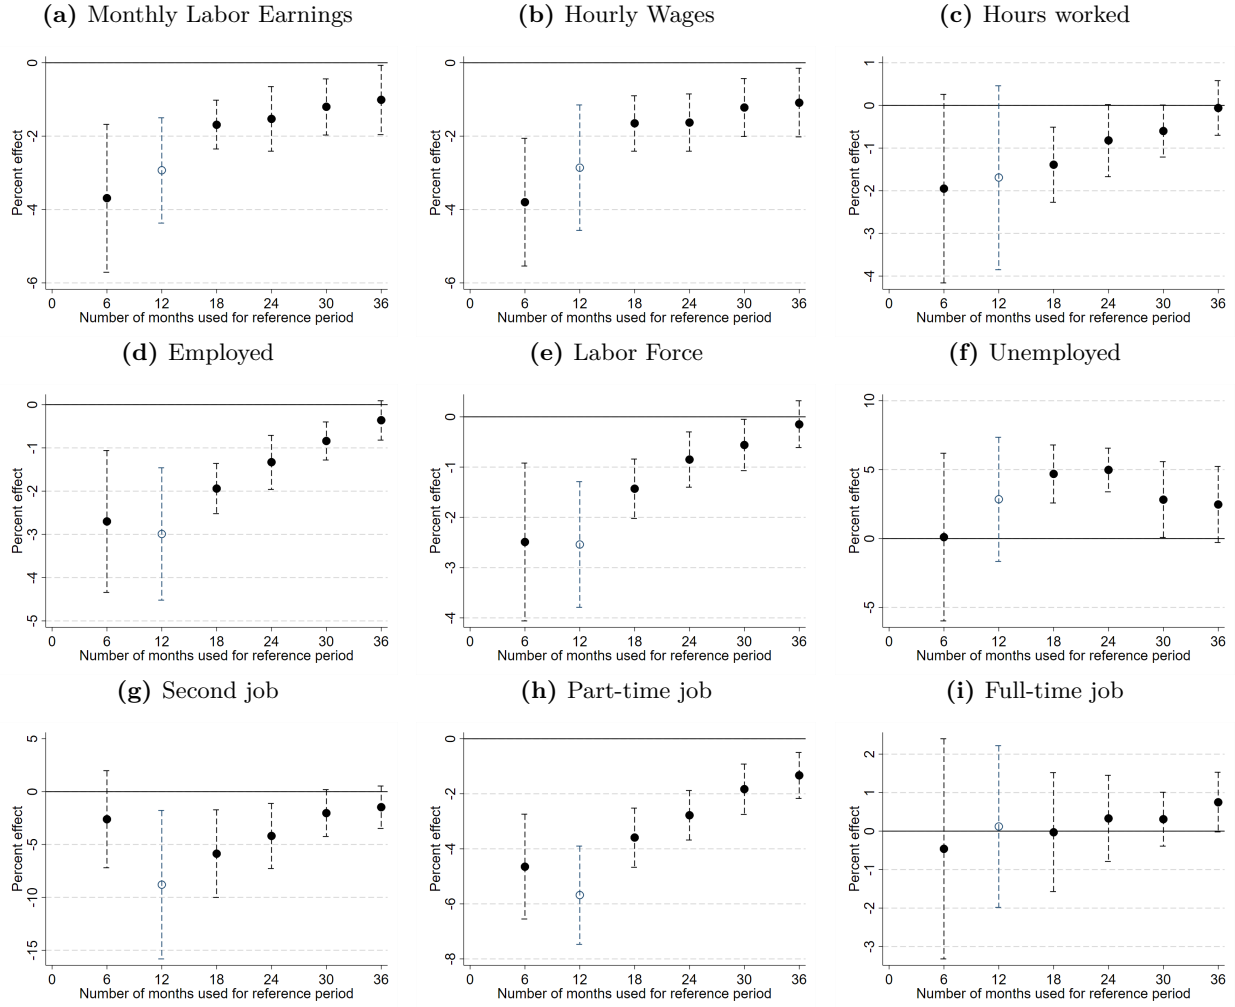 (a) Monthly Labor Earnings
(b) Hourly Wages
(c) Hours worked
Percent effect
0
-2
-4
-6
0 6 12 18 24 30 36
Number of months used for reference period
Percent effect
0
-2
-4
-6
0 6 12 18 24 30 36
Number of months used for reference period
Percent effect
1
0
-1
-2
-3
-4
0 6 12 18 24 30 36
Number of months used for reference period
(d) Employed
(e) Labor Force
(f) Unemployed
Percent effect
0
-1
-2
-3
-4
-5
0 6 12 18 24 30 36
Number of months used for reference period
Percent effect
0
-1
-2
-3
-4
0 6 12 18 24 30 36
Number of months used for reference period
Percent effect
10
5
0
-5
0 6 12 18 24 30 36
Number of months used for reference period
(g) Second job
(h) Part-time job
(i) Full-time job
Percent effect
5
0
-5
-10
-15
0 6 12 18 24 30 36
Number of months used for reference period
Percent effect
0
-2
-4
-6
-8
0 6 12 18 24 30 36
Number of months used for reference period
Percent effect
2
1
0
-1
-2
-3
0 6 12 18 24 30 36
Number of months used for reference period